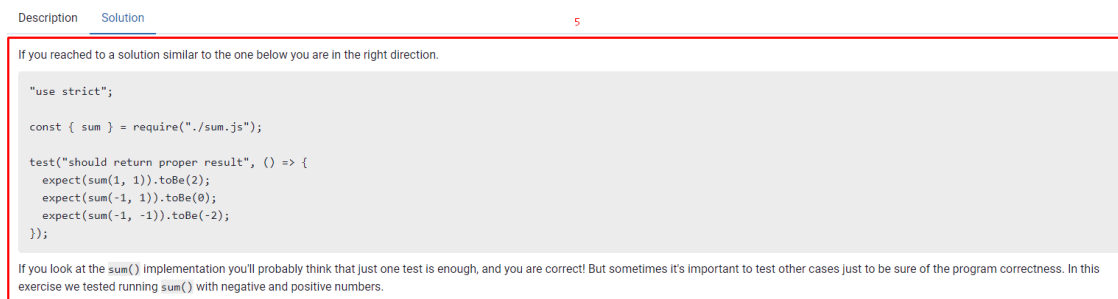 Description Solution
5
If you reached to a solution similar to the one below you are in the right direction.
"use strict";
const { sum } = require("./sum.js");
test("should return proper result", () => {
  expect(sum(1, 1)).toBe(2);
  expect(sum(-1, 1)).toBe(0);
  expect(sum(-1, -1)).toBe(-2);
});
If you look at the sum() implementation you'll probably think that just one test is enough, and you are correct! But sometimes it's important to test other cases just to be sure of the program correctness. In this
exercise we tested running sum() with negative and positive numbers.